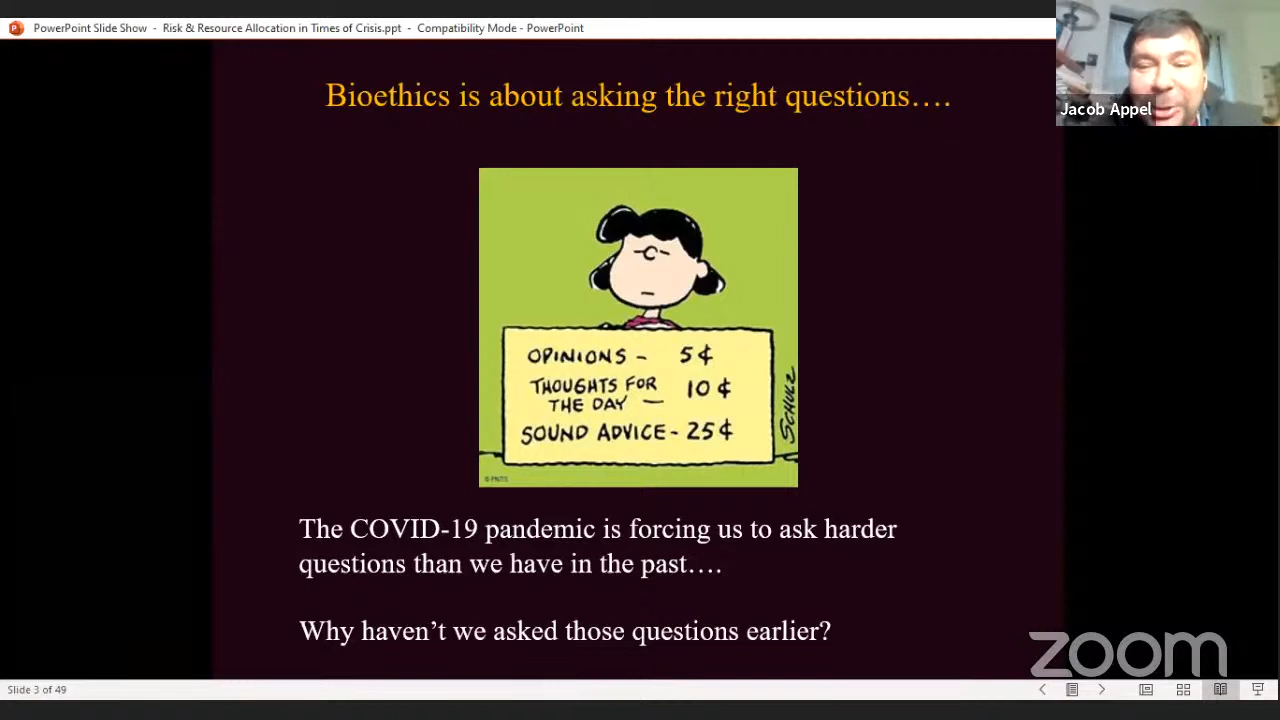 PowerPoint Slide Show - Risk & Resource Allocation in Times of Crisis.ppt - Compatibility Mode - PowerPoint
Jacob Appel
Bioethics is about asking the right questions….
OPINIONS - 5¢
THOUGHTS FOR
THE DAY — 10¢
SOUND ADVICE - 25¢
SCHULZ
© PNTS
The COVID-19 pandemic is forcing us to ask harder
questions than we have in the past….
Why haven’t we asked those questions earlier?
zoom
Slide 3 of 49